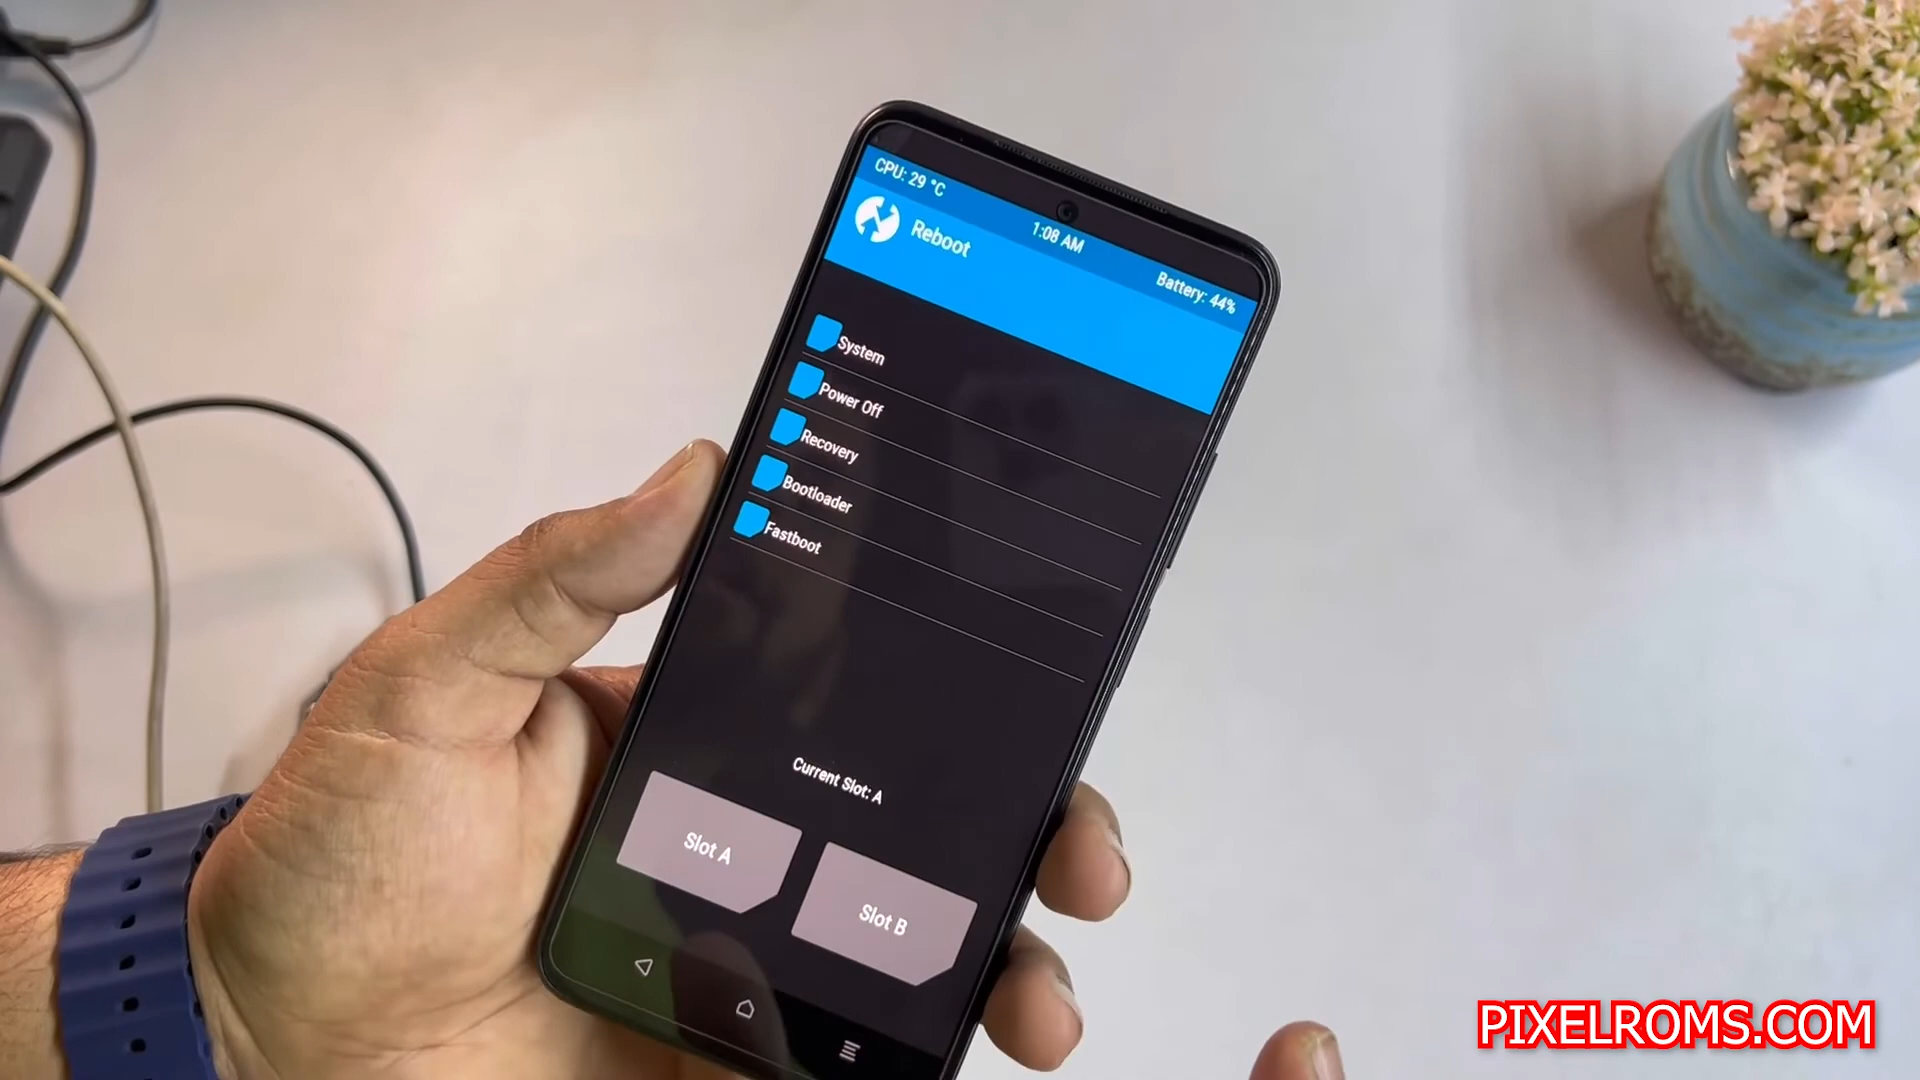 CPU: 29 °C
1:08 AM
Battery: 44%
Reboot
System
Power Off
Recovery
Bootloader
Fastboot
Current Slot: A
Slot A
Slot B
PIXELROMS.COM